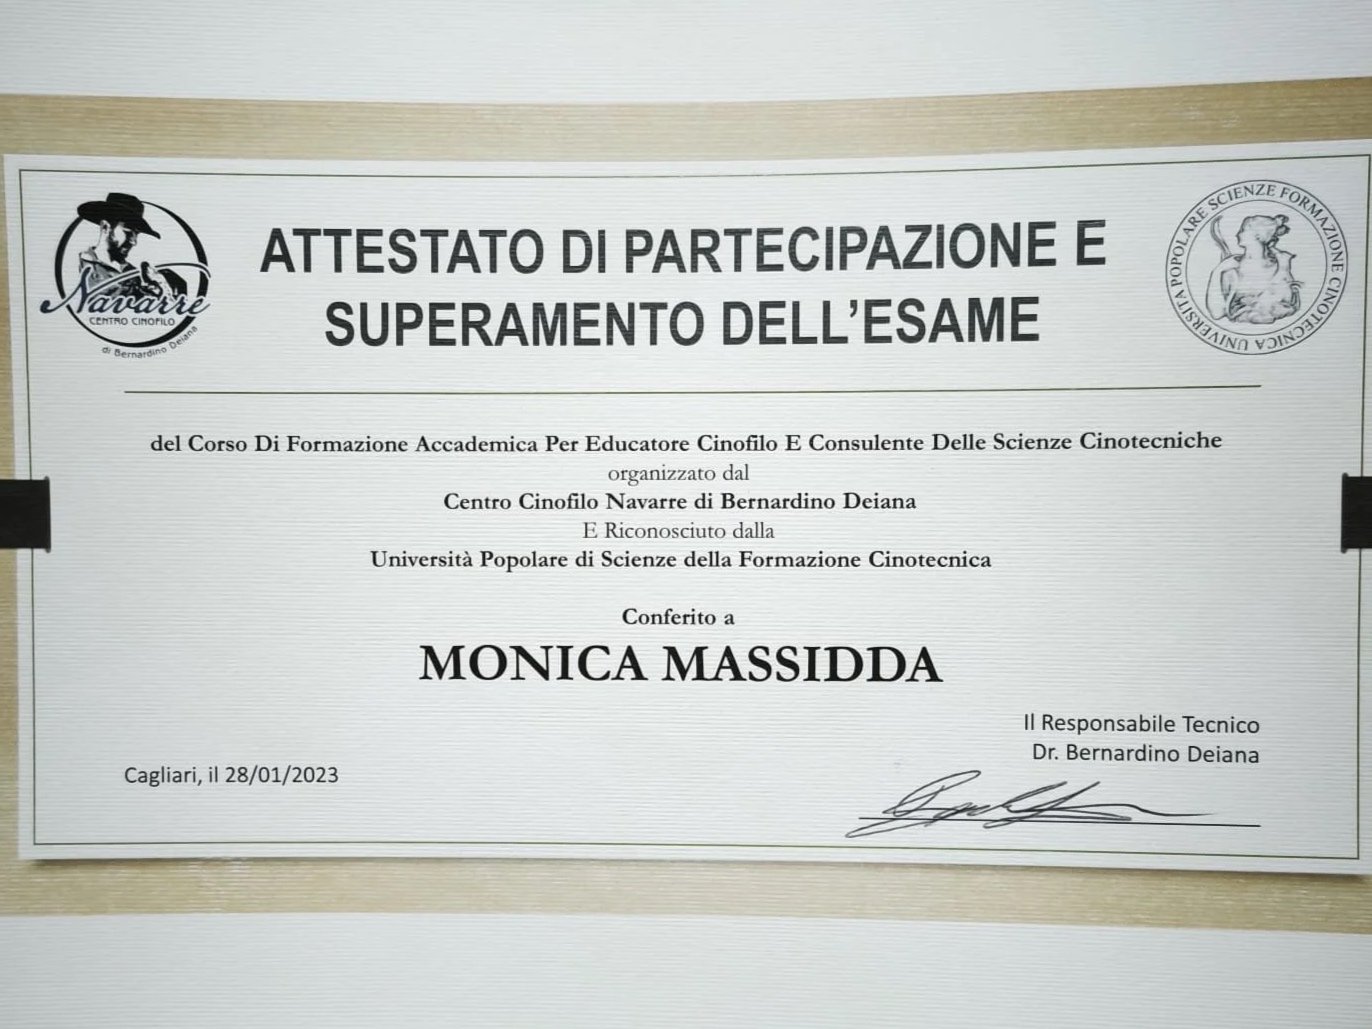 Navarre
CENTRO CINOFILO
di Bernardino Deiana
ATTESTATO DI PARTECIPAZIONE E
SUPERAMENTO DELL'ESAME
UNIVERSITA POPOLARE SCIENZE FORMAZIONE CINOTECNICA
del Corso Di Formazione Accademica Per Educatore Cinofilo E Consulente Delle Scienze Cinotecniche
organizzato dal
Centro Cinofilo Navarre di Bernardino Deiana
E Riconosciuto dalla
Università Popolare di Scienze della Formazione Cinotecnica
Conferito a
MONICA MASSIDDA
Il Responsabile Tecnico
Dr. Bernardino Deiana
Cagliari, il 28/01/2023